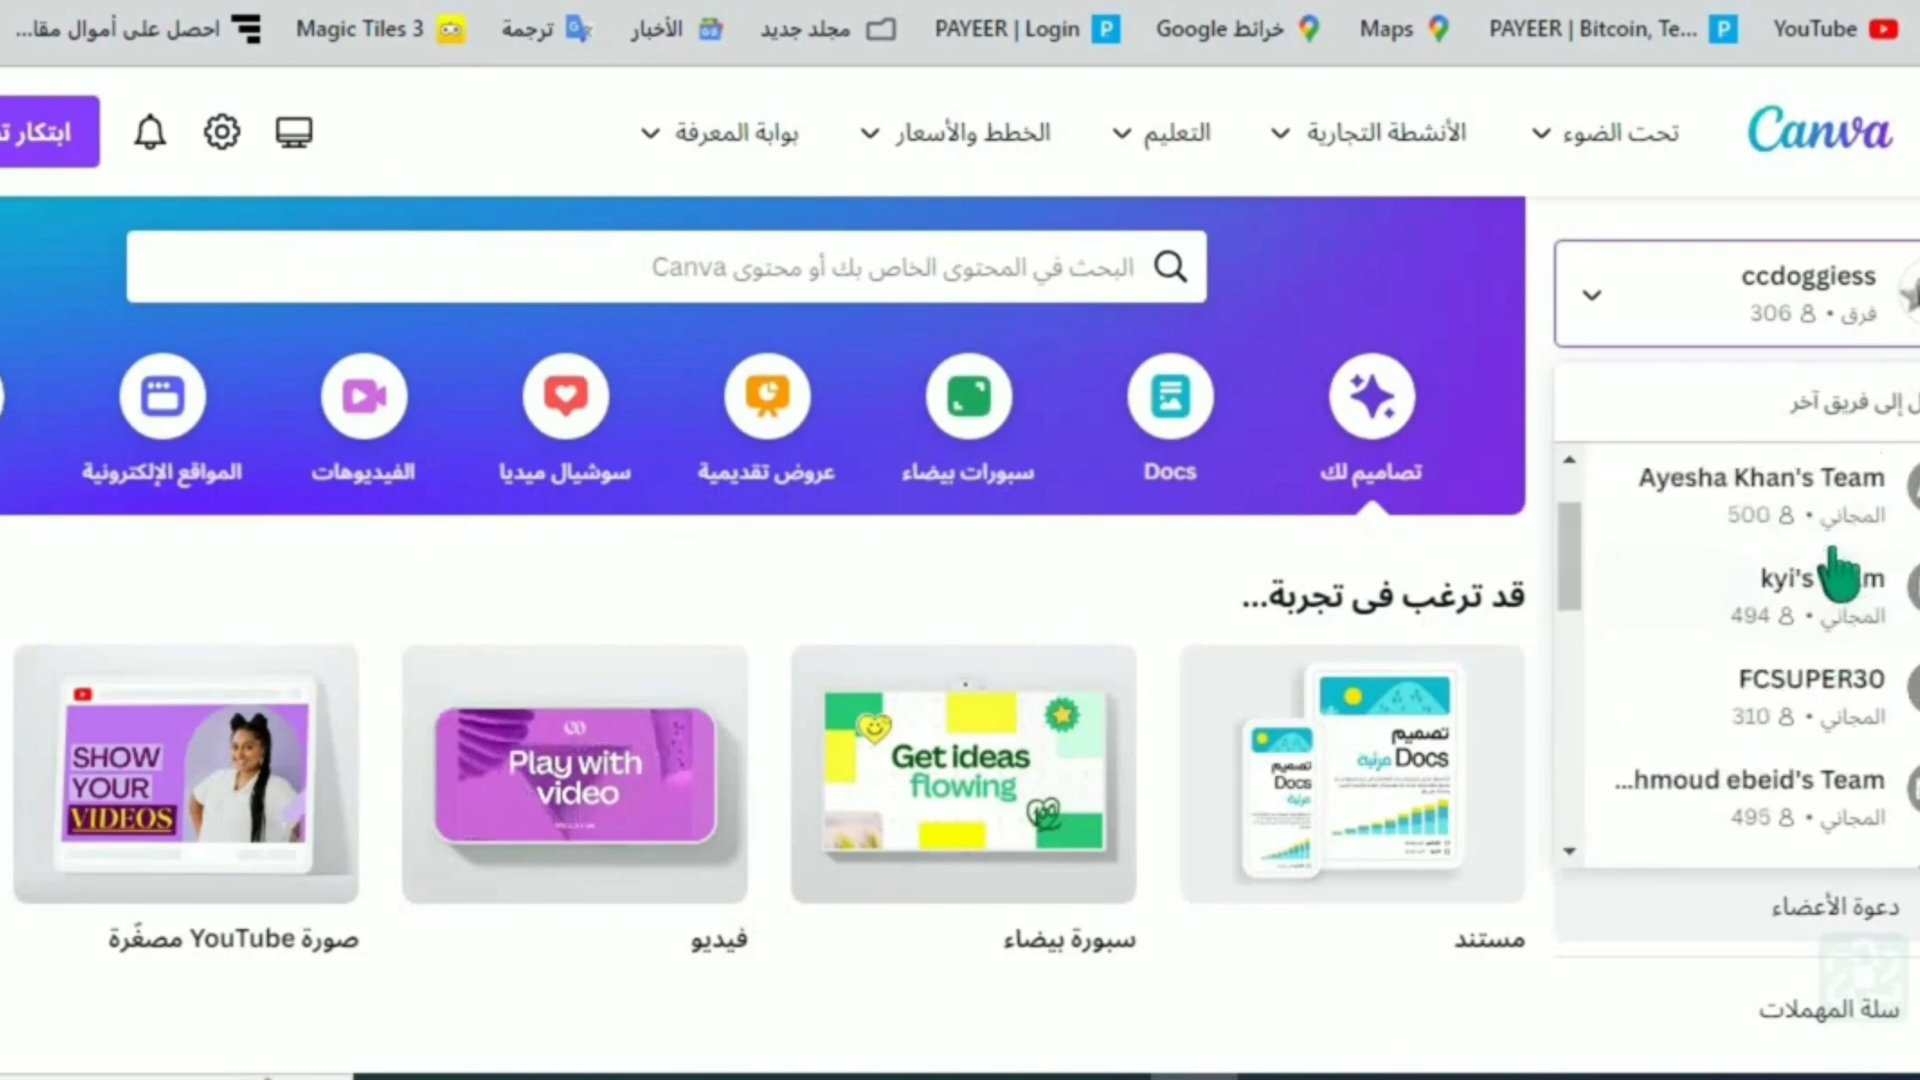 YouTube
PAYEER | Bitcoin, Te...
Maps
خرائط Google
PAYEER | Login
مجلد جديد
الأخبار
ترجمة
Magic Tiles 3
احصل على أموال مقا...
Canva
تحت الضوء
الأنشطة التجارية
التعليم
الخطط والأسعار
بوابة المعرفة
ابتكار
البحث في المحتوى الخاص بك أو محتوى Canva
تصاميم لك
Docs
سبورات بيضاء
عروض تقديمية
سوشيال ميديا
الفيديوهات
المواقع الإلكترونية
ccdoggiess
فرق • 306
إلى فريق آخر
Ayesha Khan's Team
المجاني • 500
kyi's
المجاني • 494
FCSUPER30
المجاني • 310
...hmoud ebeid's Team
المجاني • 495
دعوة الأعضاء
سلة المهملات
قد ترغب في تجربة...
تصميم
Docs مرئية
تصميم
Docs
مرئية
Get ideas
flowing
Play with
video
SHOW
YOUR
VIDEOS
مستند
سبورة بيضاء
فيديو
صورة YouTube مصغّرة